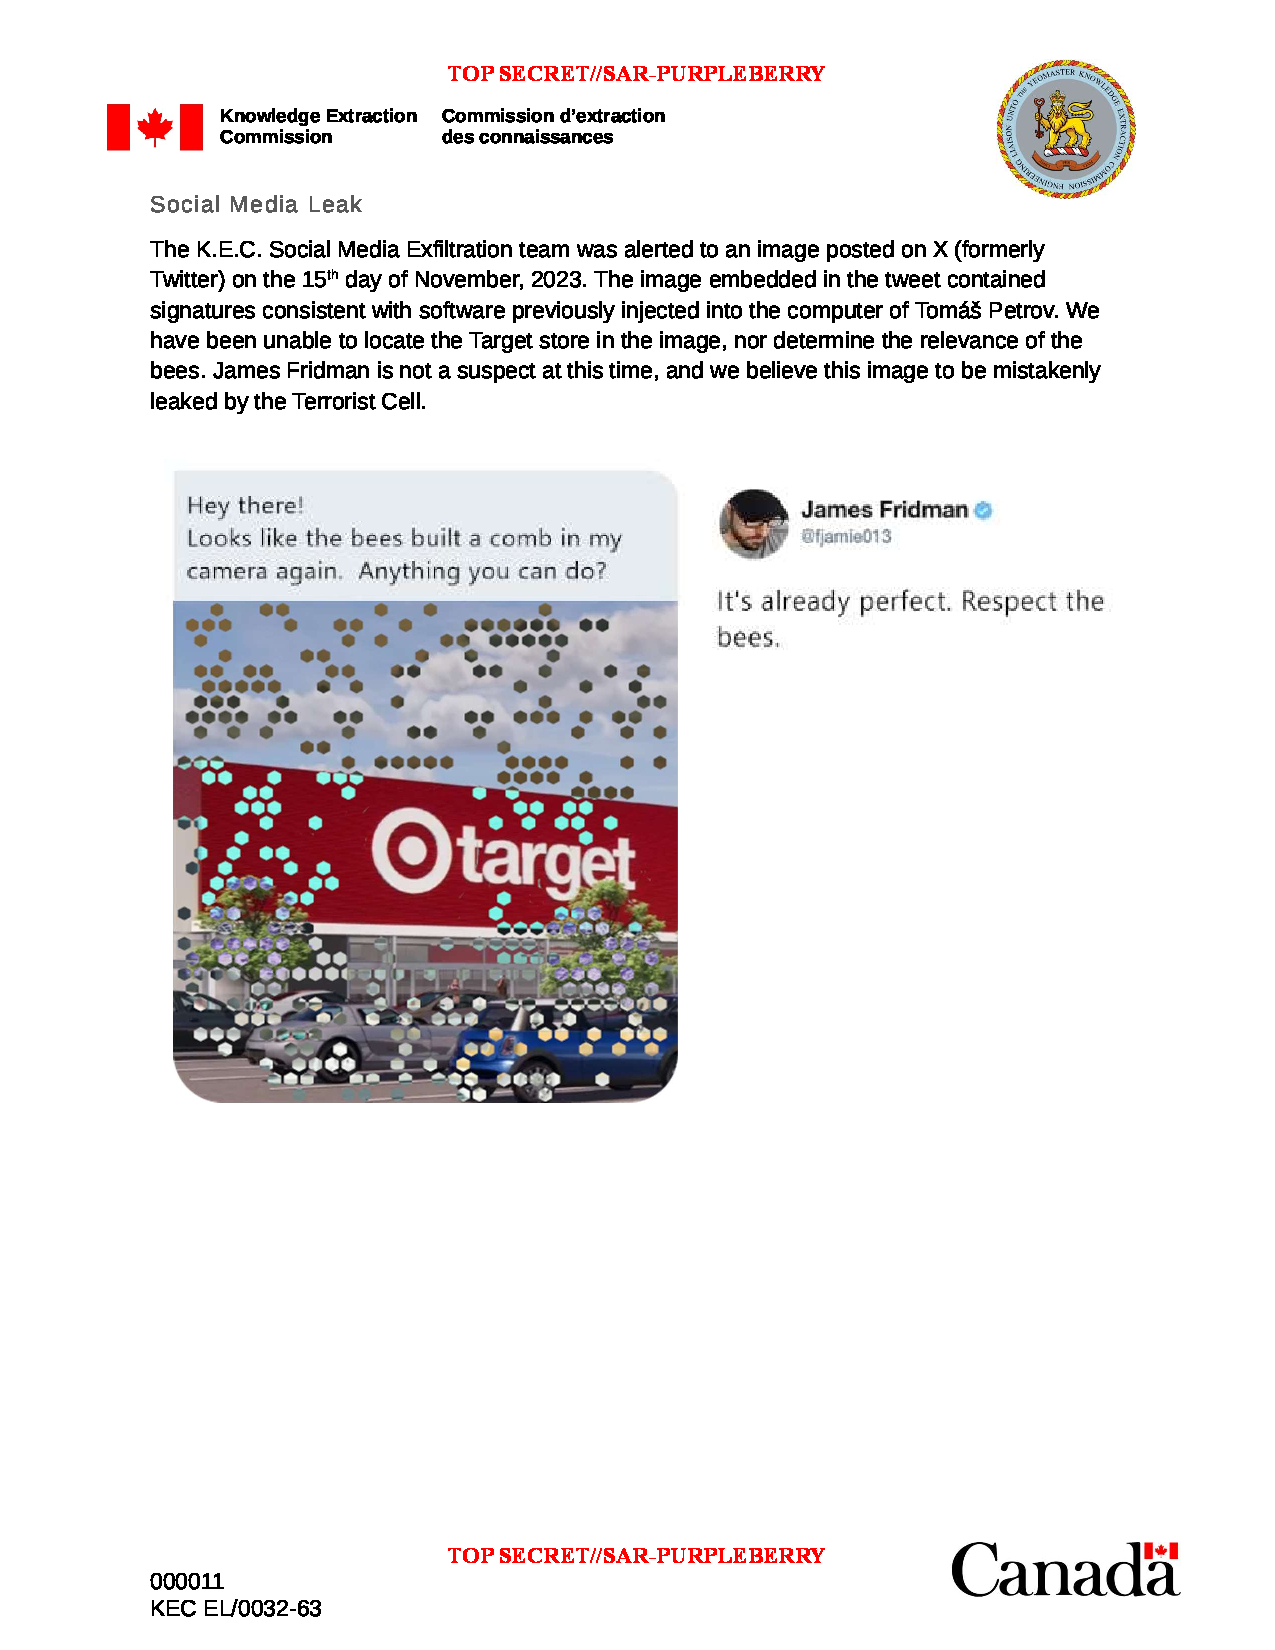 TOP SECRET//SAR-PURPLEBERRY
Knowledge Extraction
Commission
Commission d’extraction
des connaissances
ENGINEERING LIAISON UNTO THE YEOMASTER KNOWLEDGE EXTRACTION COMMISSION
Social Media Leak
The K.E.C. Social Media Exfiltration team was alerted to an image posted on X (formerly
Twitter) on the 15th day of November, 2023. The image embedded in the tweet contained
signatures consistent with software previously injected into the computer of Tomáš Petrov. We
have been unable to locate the Target store in the image, nor determine the relevance of the
bees. James Fridman is not a suspect at this time, and we believe this image to be mistakenly
leaked by the Terrorist Cell.
Hey there!
Looks like the bees built a comb in my
camera again. Anything you can do?
James Fridman
@fjamie013
It's already perfect. Respect the
bees.
target
TOP SECRET//SAR-PURPLEBERRY
000011
KEC EL/0032-63
Canada